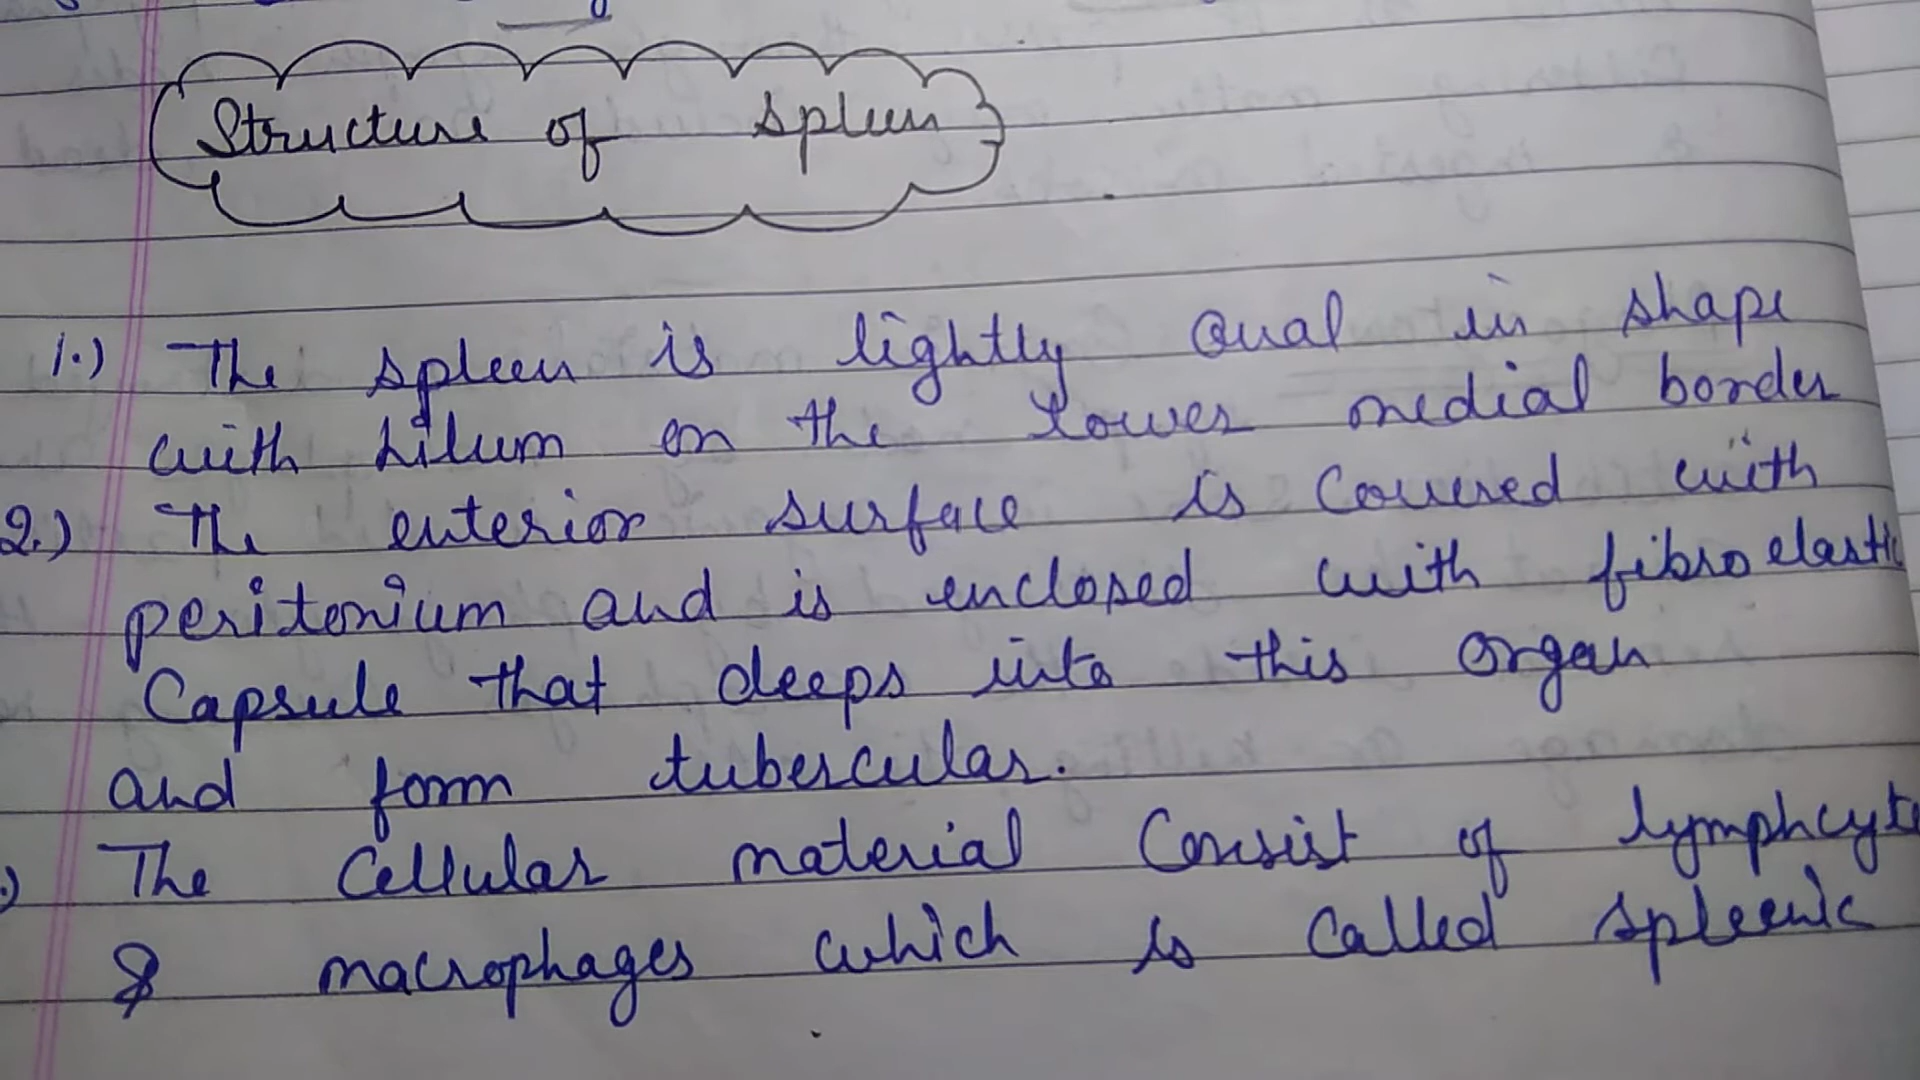 Structure of spleen
1.) The spleen is lightly oval in shape
with hilum on the lower medial border
2.) The enterior surface is covered with
peritonium and is enclosed with fibro elastic
Capsule that deeps into this organ
and form tubercular.
The Cellular material Consist of lymphcyte
& macrophages which is called spleenic